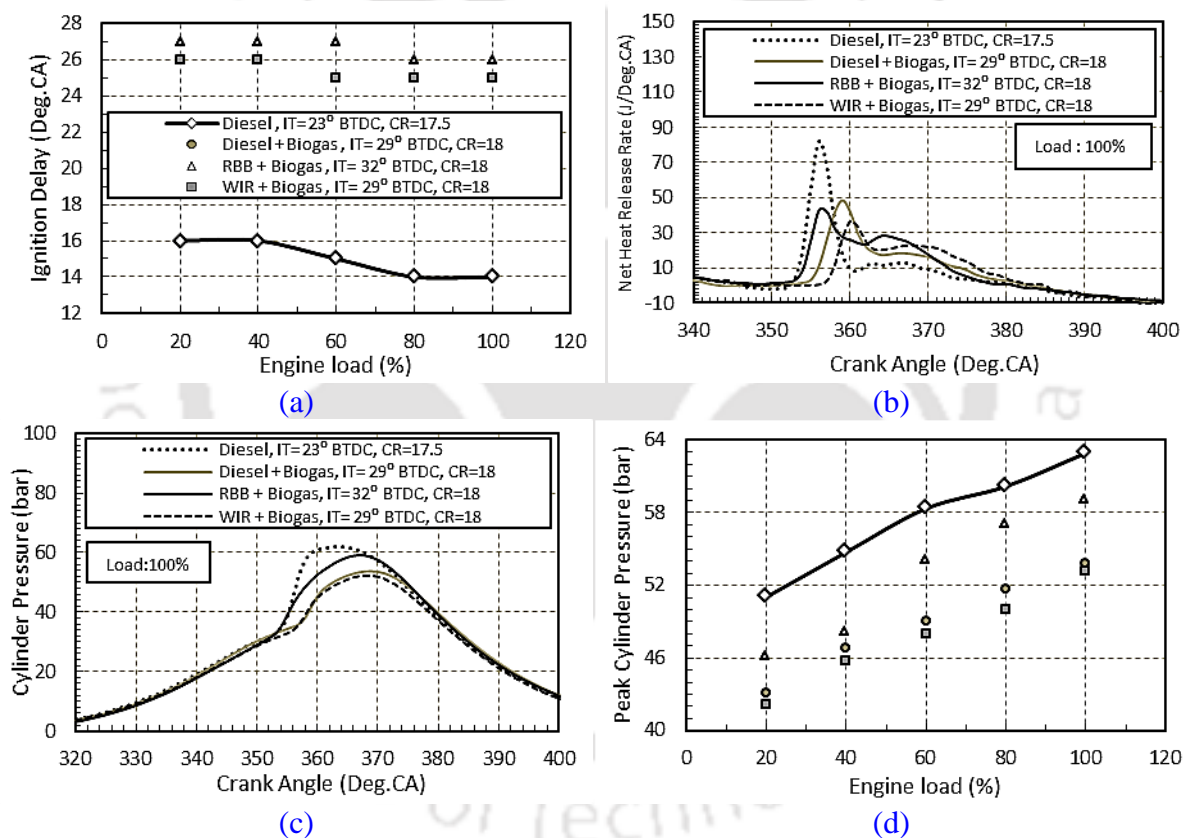 28
26
24
22
20
18
16
14
12
Ignition Delay (Deg.CA)
Diesel, IT=23° BTDC, CR=17.5
Diesel+Biogas, IT= 29° BTDC, CR=18
RBB + Biogas, IT= 32° BTDC, CR=18
WIR + Biogas, IT= 29° BTDC, CR=18
0 20 40 60 80 100 120
Engine load (%)
(a)
150
130
110
90
70
50
30
10
-10
Net Heat Release Rate (J/Deg.CA)
Diesel, IT=23° BTDC, CR=17.5
Diesel+Biogas, IT=29° BTDC, CR=18
RBB + Biogas, IT=32° BTDC, CR=18
WIR + Biogas, IT=29° BTDC, CR=18
Load : 100%
340 350 360 370 380 390 400
Crank Angle (Deg.CA)
(b)
100
80
60
40
20
0
Cylinder Pressure (bar)
Diesel, IT=23° BTDC, CR=17.5
Diesel+Biogas, IT=29° BTDC, CR=18
RBB + Biogas, IT=32° BTDC, CR=18
WIR + Biogas, IT= 29° BTDC, CR=18
Load:100%
320 330 340 350 360 370 380 390 400
Crank Angle (Deg.CA)
(c)
64
58
52
46
40
Peak Cylinder Pressure (bar)
0 20 40 60 80 100 120
Engine load (%)
(d)